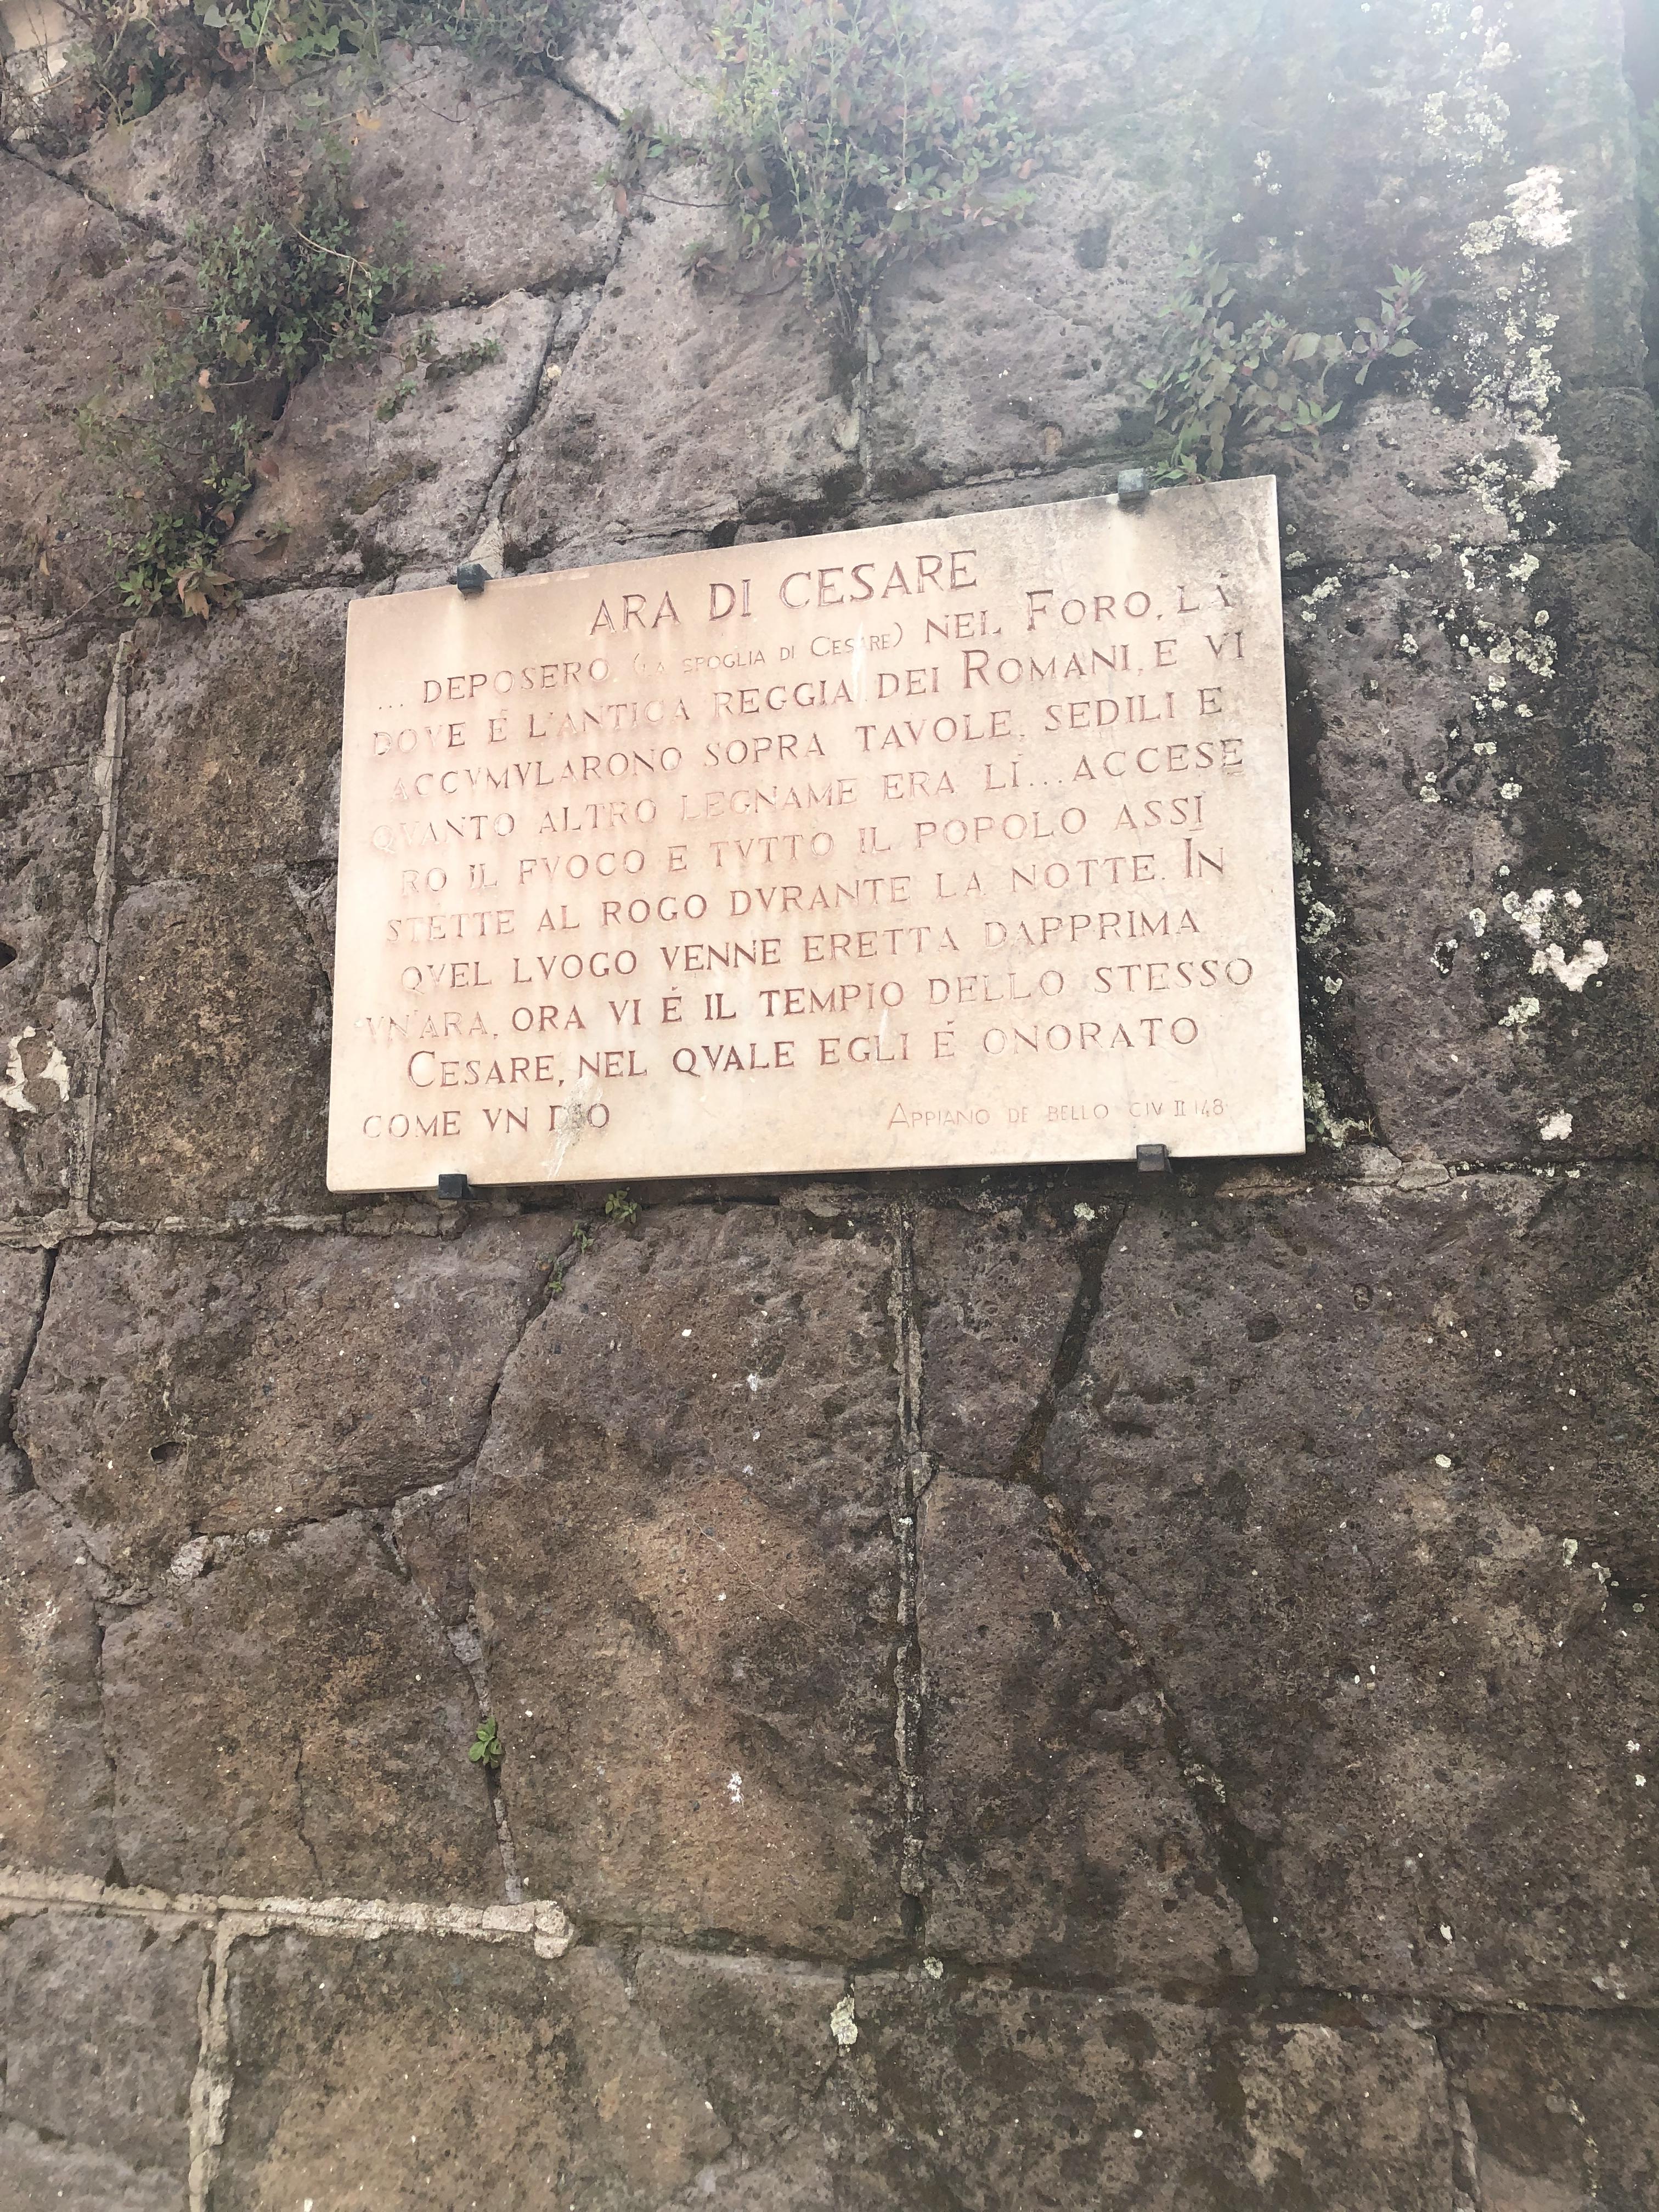 ARA DI CESARE
... DEPOSERO (LA SPOGLIA DI CESARE) NEL FORO, LÁ
DOVE É L'ANTICA REGGIA DEI ROMANI, E VI
ACCVMVLARONO SOPRA TAVOLE, SEDILI E
QVANTO ALTRO LEGNAME ERA LÍ... ACCESE
RO IL FVOCO E TVTTO IL POPOLO ASSI
STETTE AL ROGO DVRANTE LA NOTTE. IN
QVEL LVOGO VENNE ERETTA DAPPRIMA
VN'ARA, ORA VI É IL TEMPIO DELLO STESSO
CESARE, NEL QVALE EGLI É ONORATO
COME VN DIO APPIANO DE BELLO CIV II 148